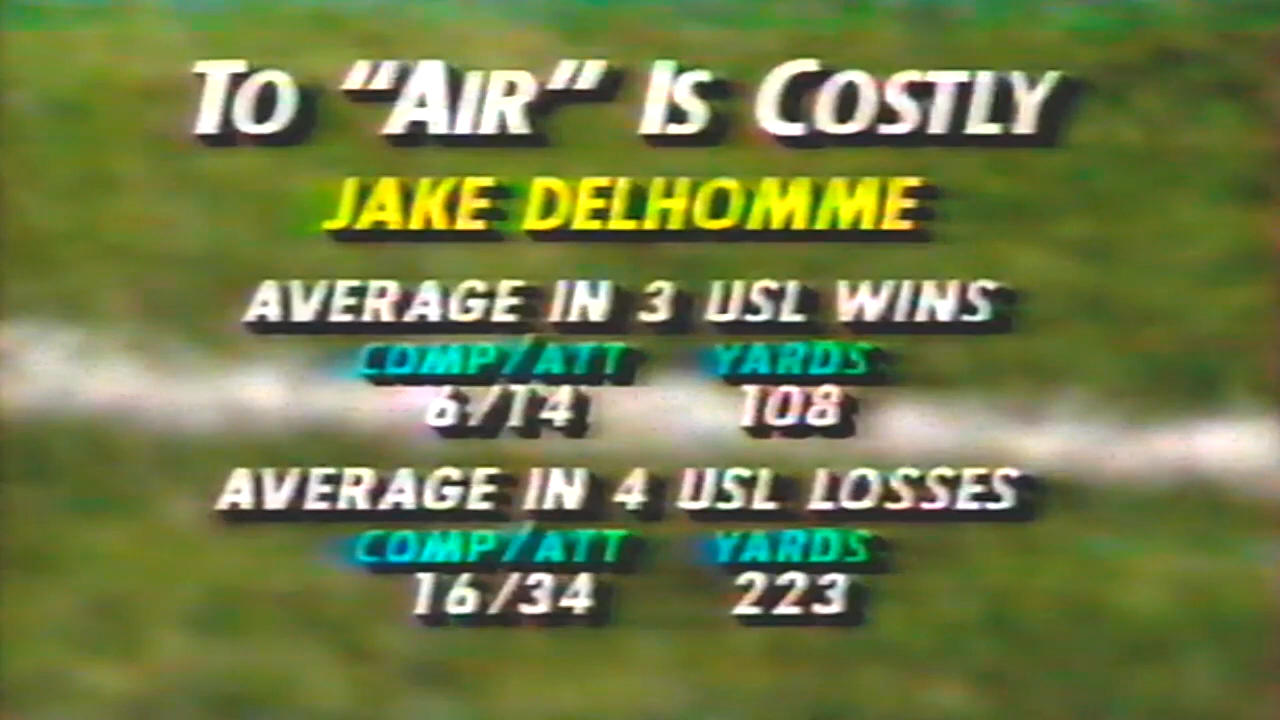 To “Air” Is Costly
JAKE DELHOMME
AVERAGE IN 3 USL WINS
COMP/ATT YARDS
6/14 108
AVERAGE IN 4 USL LOSSES
COMP/ATT YARDS
16/34 223